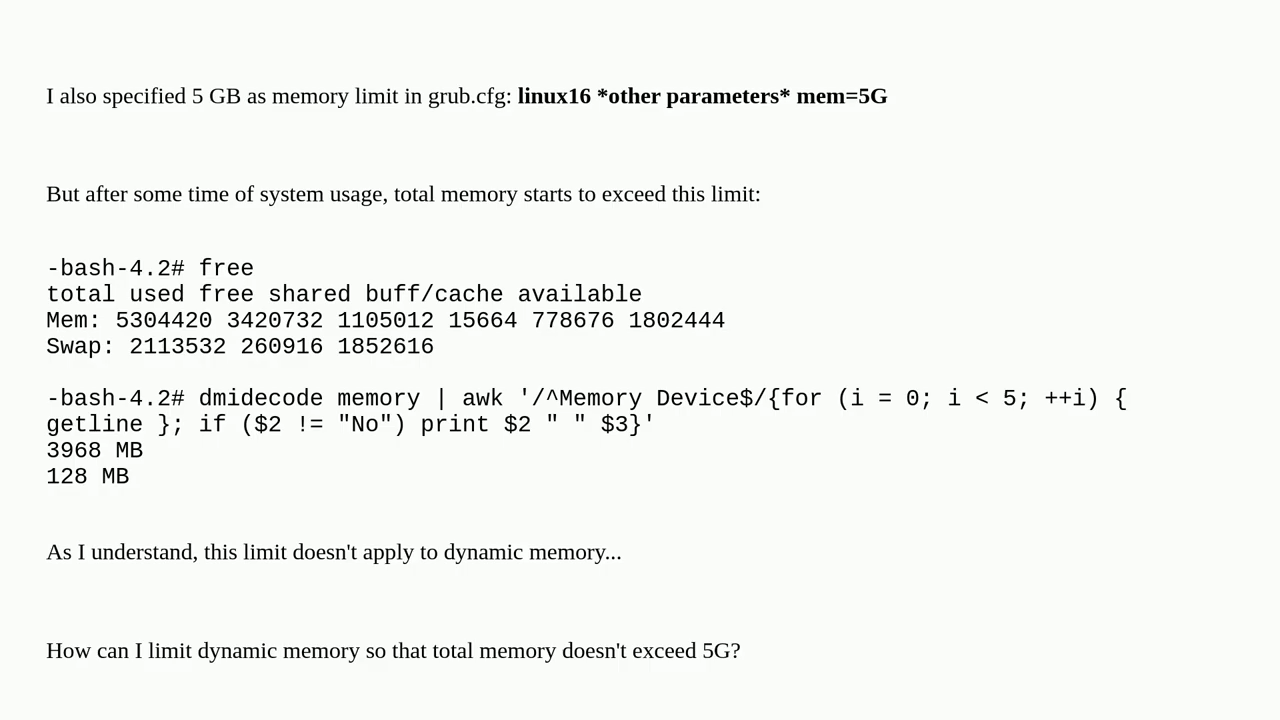 I also specified 5 GB as memory limit in grub.cfg: linux16 *other parameters* mem=5G
But after some time of system usage, total memory starts to exceed this limit:
-bash-4.2# free
total used free shared buff/cache available
Mem: 5304420 3420732 1105012 15664 778676 1802444
Swap: 2113532 260916 1852616
-bash-4.2# dmidecode memory | awk '/^Memory Device$/{for (i = 0; i < 5; ++i) {
getline }; if ($2 != "No") print $2 " " $3}'
3968 MB
128 MB
As I understand, this limit doesn't apply to dynamic memory...
How can I limit dynamic memory so that total memory doesn't exceed 5G?